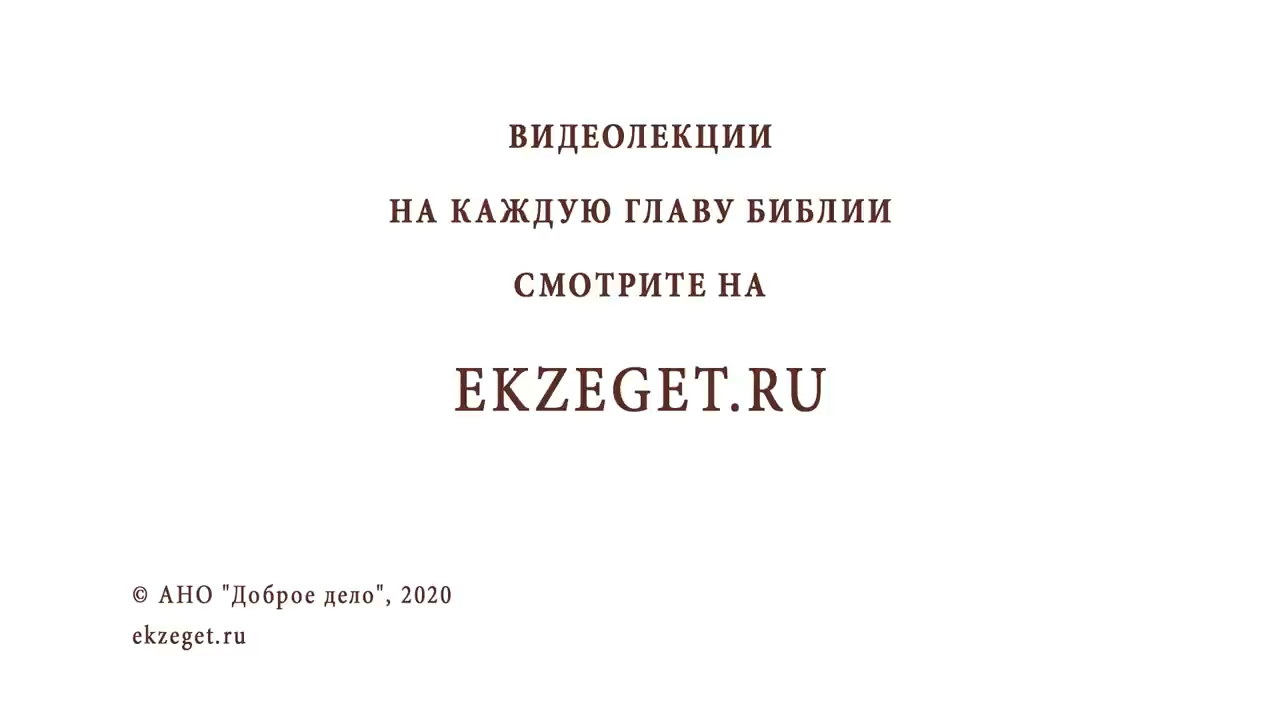 ВИДЕОЛЕКЦИИ
НА КАЖДУЮ ГЛАВУ БИБЛИИ
СМОТРИТЕ НА
EKZEGET.RU
© АНО "Доброе дело", 2020
ekzeget.ru